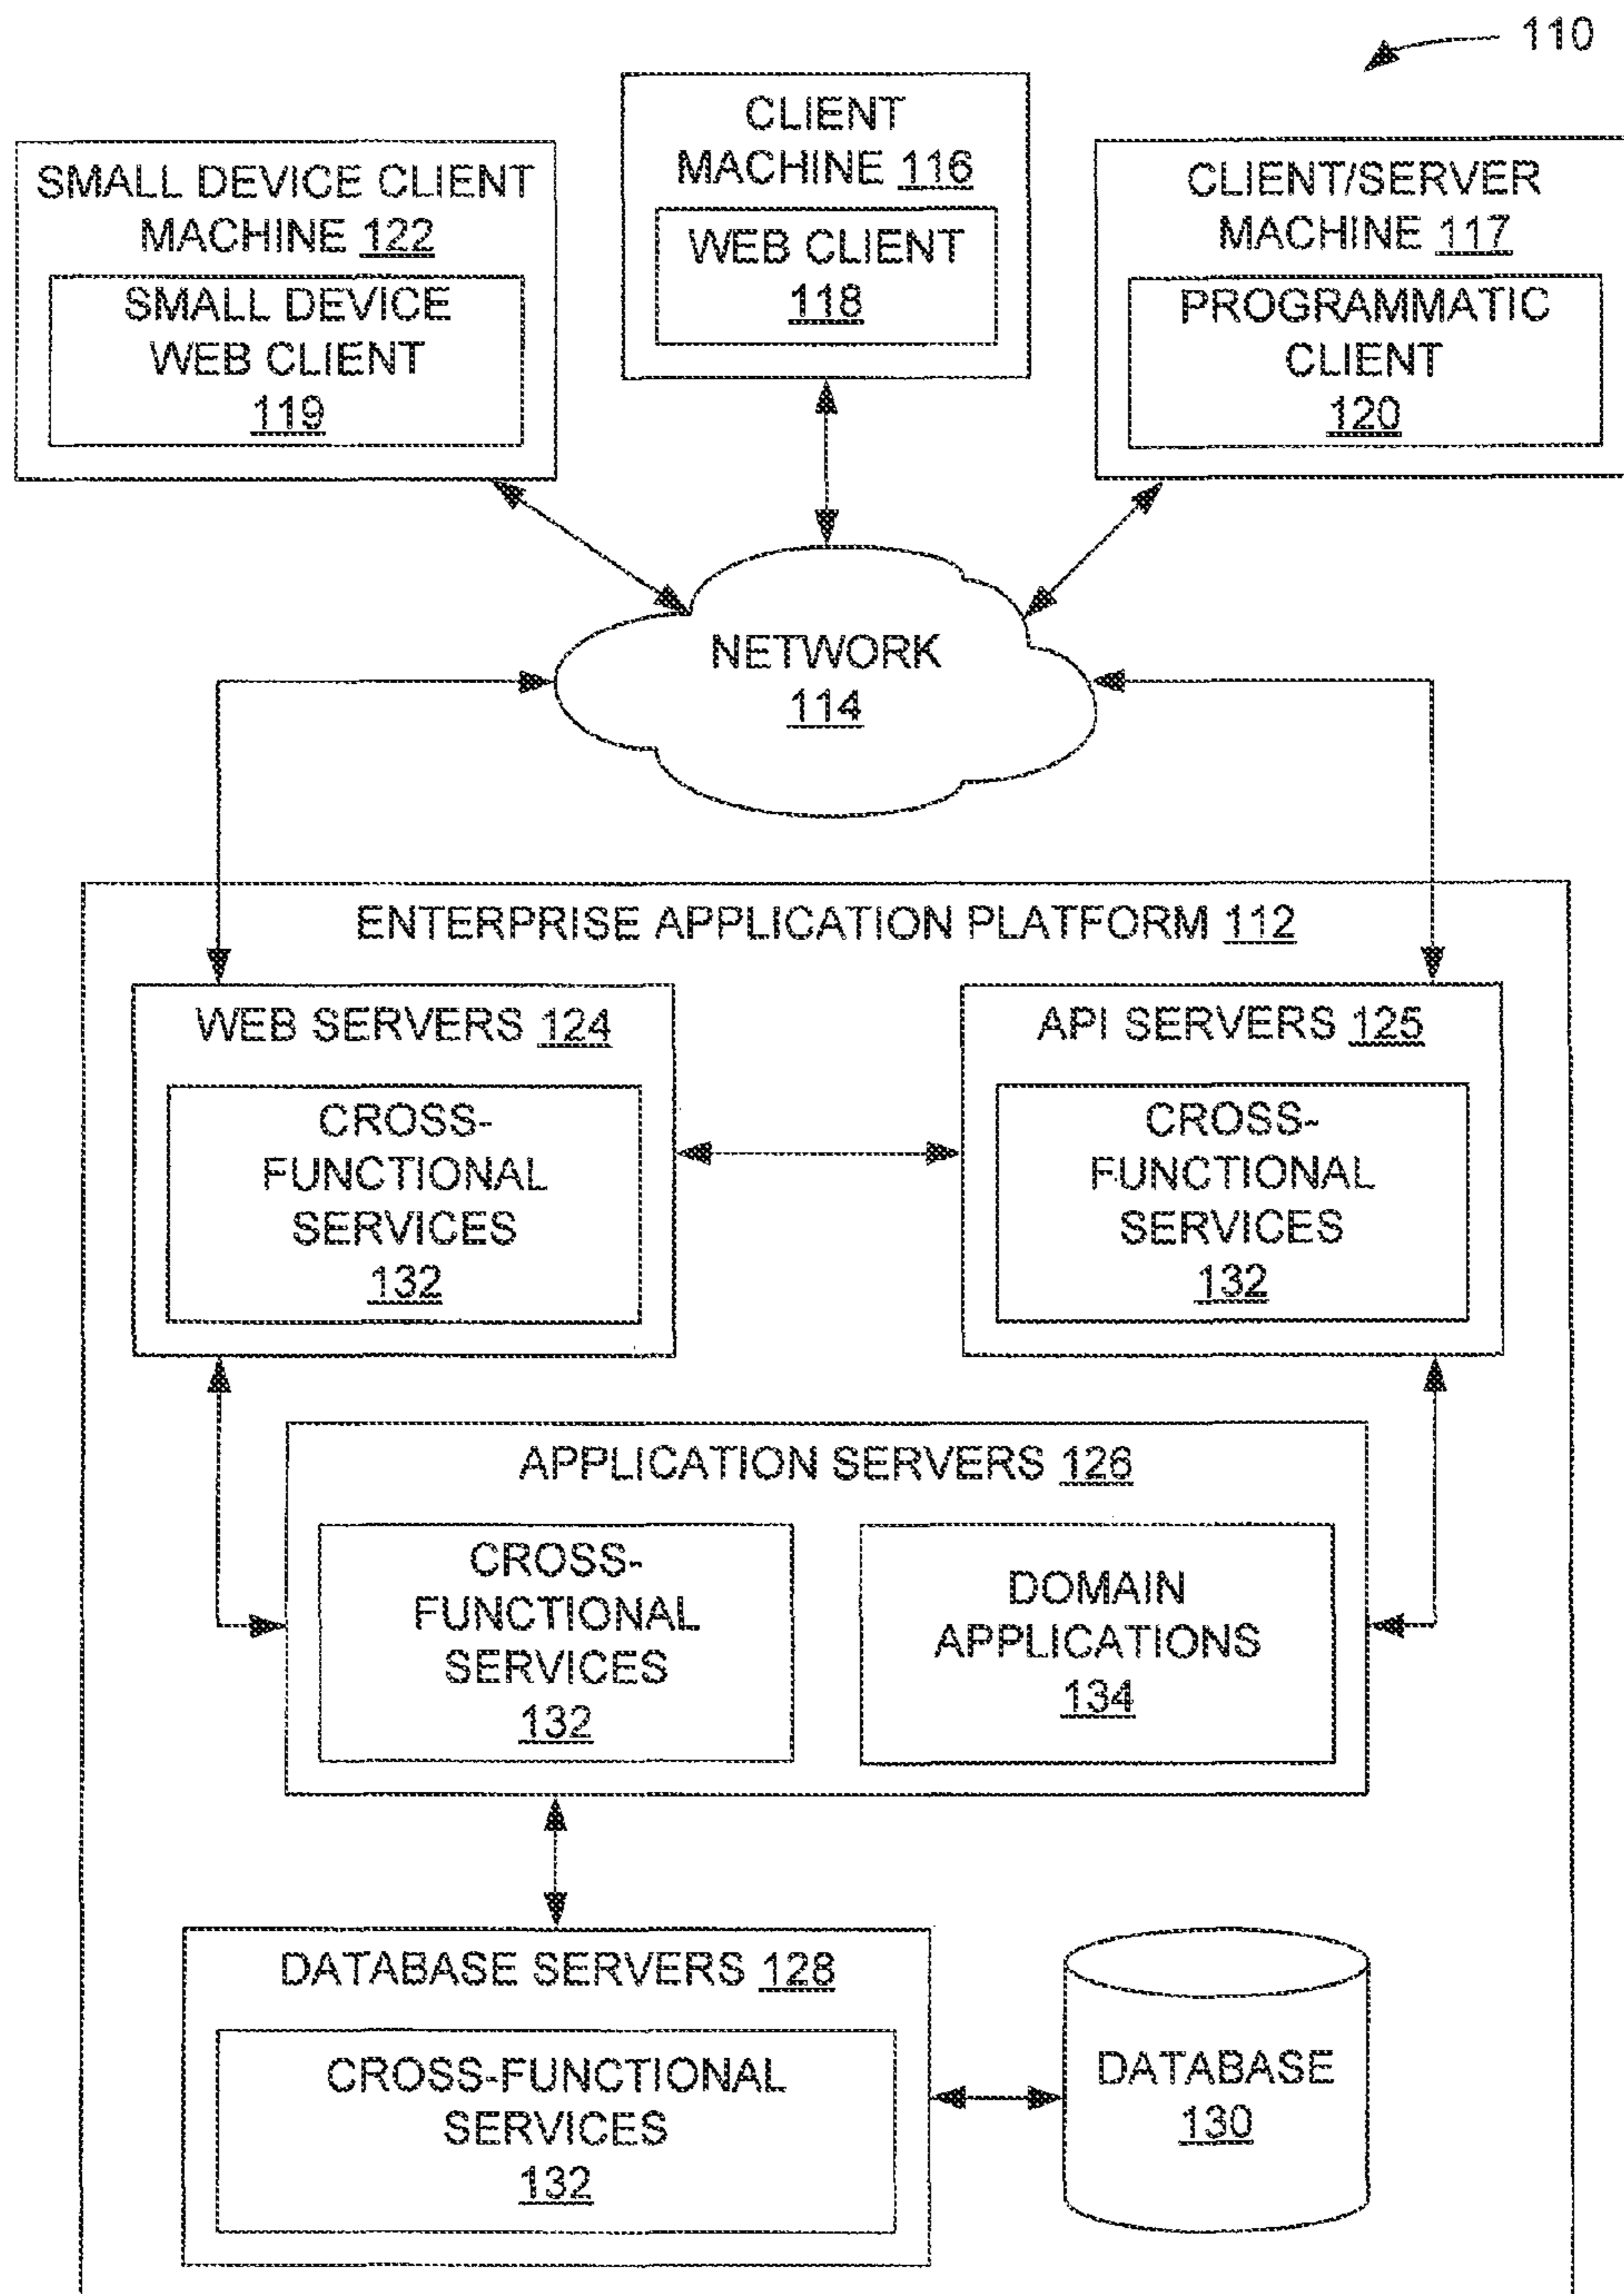 110
CLIENT
MACHINE 116
WEB CLIENT
118
SMALL DEVICE CLIENT
MACHINE 122
SMALL DEVICE
WEB CLIENT
119
CLIENT/SERVER
MACHINE 117
PROGRAMMATIC
CLIENT
120
NETWORK
114
ENTERPRISE APPLICATION PLATFORM 112
WEB SERVERS 124
CROSS-
FUNCTIONAL
SERVICES
132
API SERVERS 125
CROSS-
FUNCTIONAL
SERVICES
132
APPLICATION SERVERS 126
CROSS-
FUNCTIONAL
SERVICES
132
DOMAIN
APPLICATIONS
134
DATABASE SERVERS 128
CROSS-FUNCTIONAL
SERVICES
132
DATABASE
130